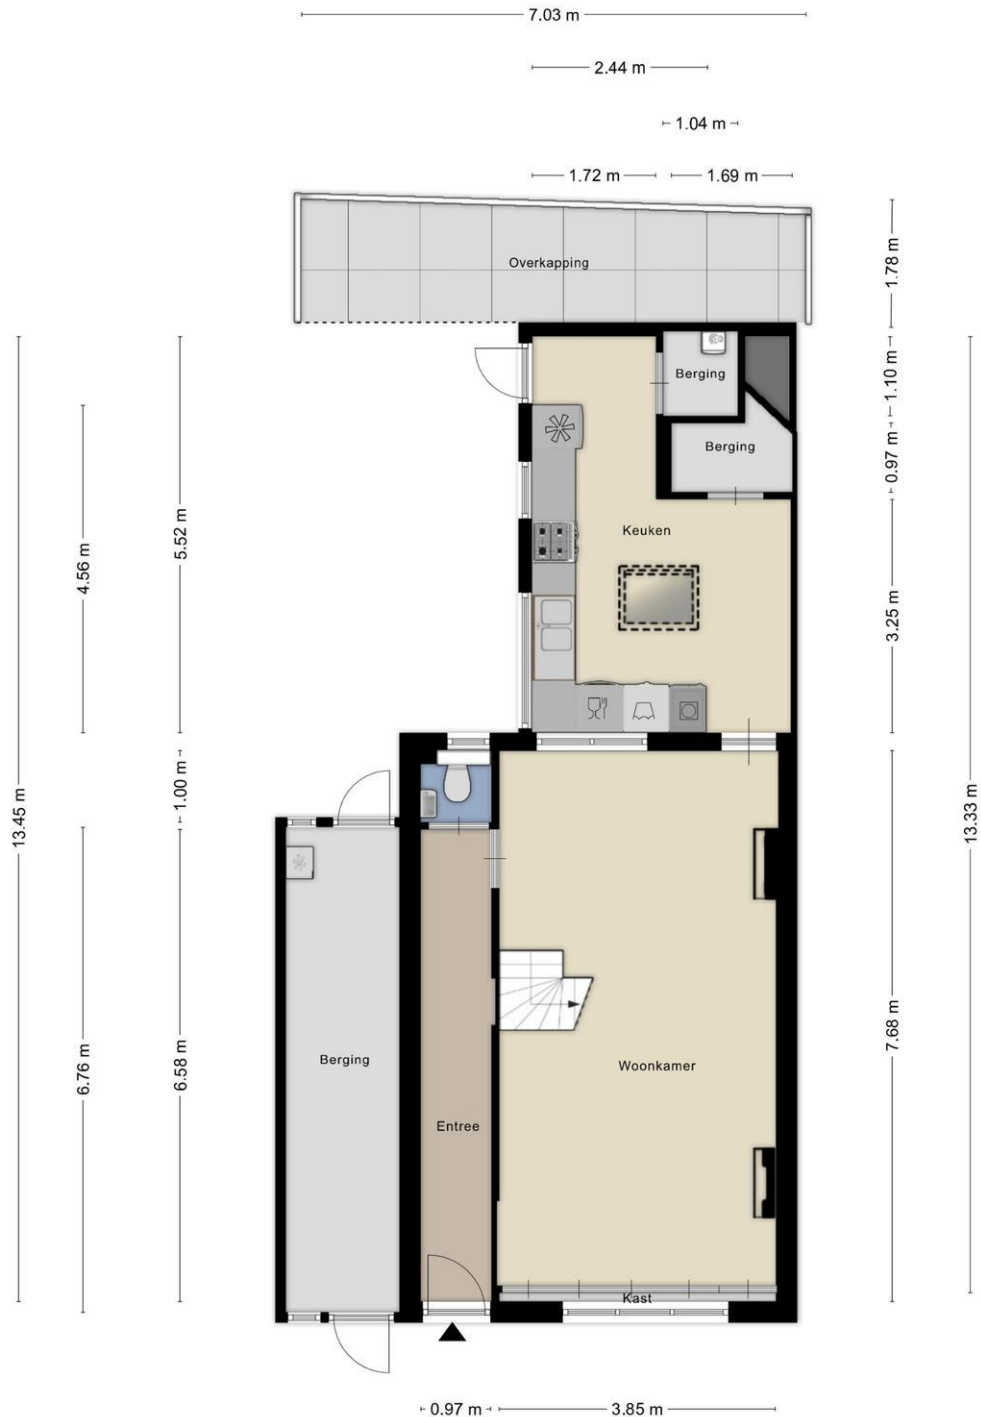 7.03 m
2.44 m
1.04 m
1.72 m
1.69 m
Overkapping
1.78 m
Berging
1.10 m
Berging
0.97 m
Keuken
5.52 m
4.56 m
3.25 m
1.00 m
13.45 m
13.33 m
Berging
Woonkamer
7.68 m
6.76 m
6.58 m
Entree
Kast
0.97 m
3.85 m